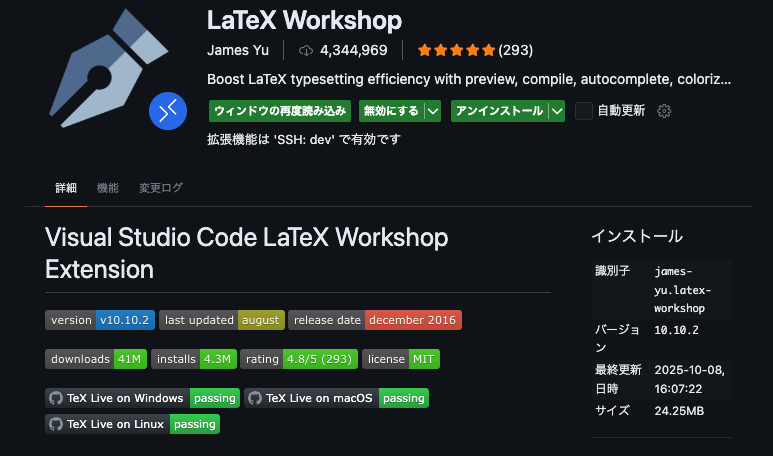 LaTeX Workshop
James Yu 4,344,969 (293)
Boost LaTeX typesetting efficiency with preview, compile, autocomplete, coloriz...
ウィンドウの再度読み込み 無効にする アンインストール 自動更新
拡張機能は 'SSH: dev' で有効です
詳細 機能 変更ログ
Visual Studio Code LaTeX Workshop
Extension
version v10.10.2 last updated august release date december 2016
downloads 41M installs 4.3M rating 4.8/5 (293) license MIT
TeX Live on Windows passing TeX Live on macOS passing
TeX Live on Linux passing
インストール
識別子 james-
yu.latex-
workshop
バージョ
ン 10.10.2
最終更新 2025-10-08,
日時 16:07:22
サイズ 24.25MB